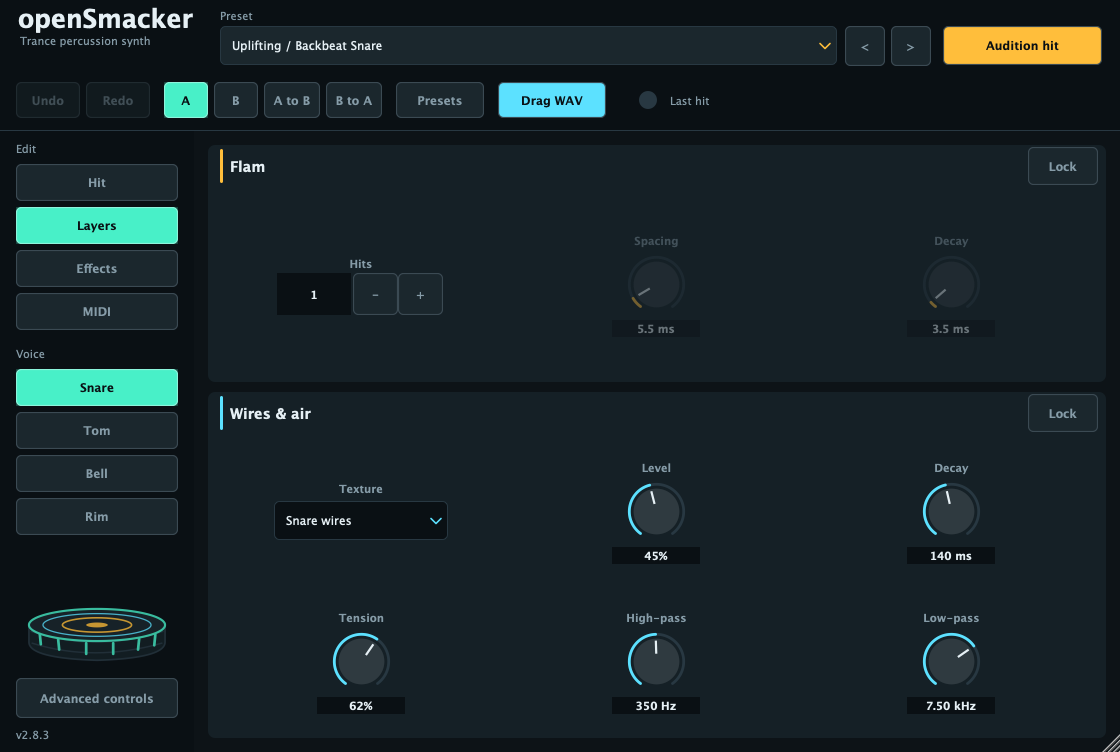 openSmacker
Trance percussion synth
Preset
Uplifting / Backbeat Snare
<
>
Audition hit
Undo
Redo
A
B
A to B
B to A
Presets
Drag WAV
Last hit
Edit
Hit
Layers
Effects
MIDI
Voice
Snare
Tom
Bell
Rim
Advanced controls
v2.8.3
Flam
Lock
Hits
1
-
+
Spacing
5.5 ms
Decay
3.5 ms
Wires & air
Lock
Texture
Snare wires
Level
45%
Decay
140 ms
Tension
62%
High-pass
350 Hz
Low-pass
7.50 kHz